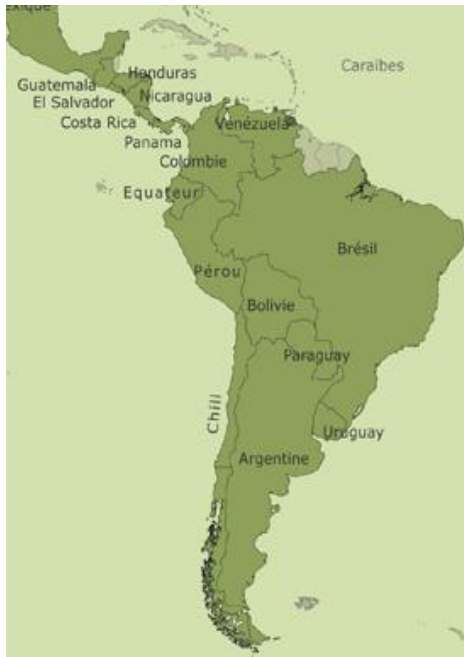 exique
Honduras
Caraïbes
Guatemala
El Salvador
Nicaragua
Costa Rica
Venézuela
Panama
Colombie
Equateur
Brésil
Pérou
Bolivie
Paraguay
Chili
Uruguay
Argentine